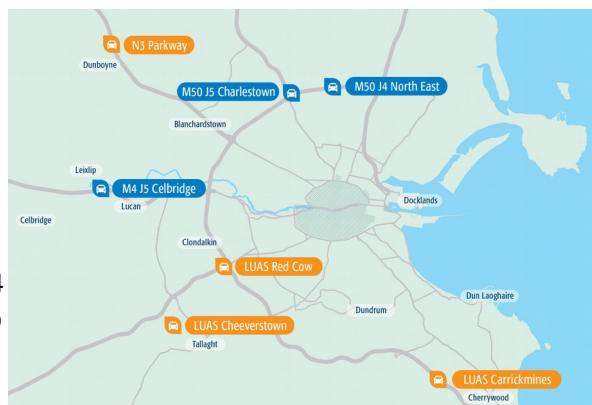 N3 Parkway
Dunboyne
M50 J5 Charlestown
M50 J4 North East
Blanchardstown
Leixlip
M4 J5 Celbridge
Lucan
Docklands
Celbridge
Clondalkin
LUAS Red Cow
Dun Laoghaire
Dundrum
LUAS Cheeverstown
Tallaght
LUAS Carrickmines
Cherrywood